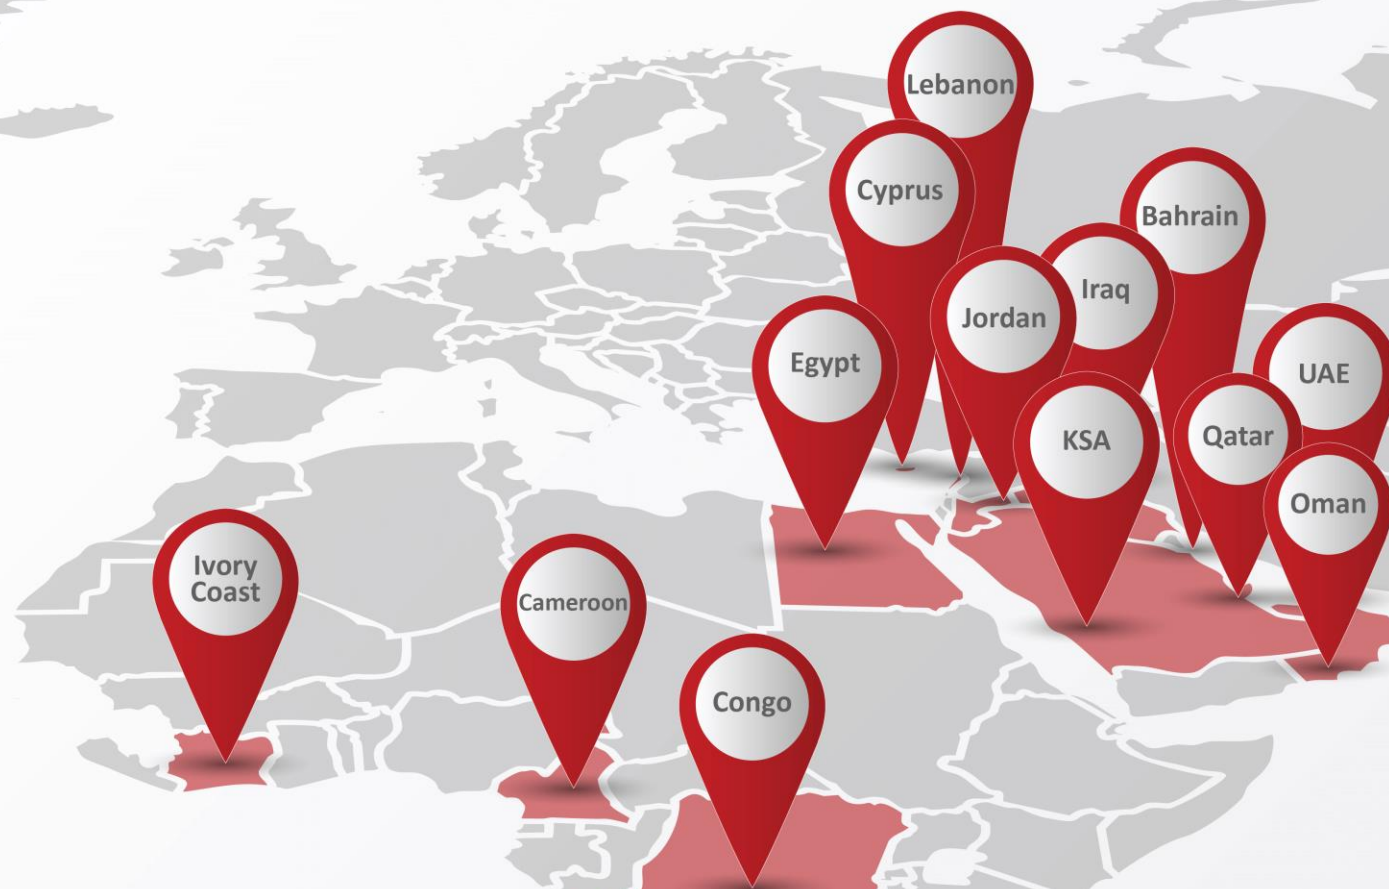 Lebanon
Cyprus
Bahrain
Iraq
Jordan
Egypt
UAE
KSA
Qatar
Oman
Ivory
Coast
Cameroon
Congo